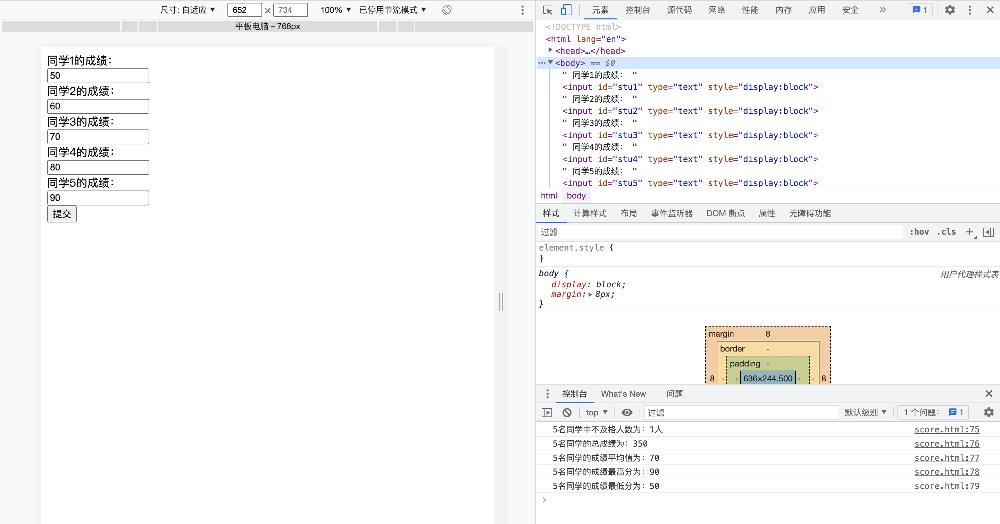 尺寸: 自适应 ▼ 652 × 734 100% ▼ 已停用节流模式 ▼
平板电脑 – 768px
同学1的成绩：
50
同学2的成绩：
60
同学3的成绩：
70
同学4的成绩：
80
同学5的成绩：
90
提交
元素 控制台 源代码 网络 性能 内存 应用 安全 » 1
<!DOCTYPE html>
<html lang="en">
<head>…</head>
<body> == $0
" 同学1的成绩： "
<input id="stu1" type="text" style="display:block">
" 同学2的成绩： "
<input id="stu2" type="text" style="display:block">
" 同学3的成绩： "
<input id="stu3" type="text" style="display:block">
" 同学4的成绩： "
<input id="stu4" type="text" style="display:block">
" 同学5的成绩： "
<input id="stu5" type="text" style="display:block">
html body
样式 计算样式 布局 事件监听器 DOM 断点 属性 无障碍功能
过滤 :hov .cls +
element.style {
}
body { 用户代理样式表
display: block;
margin: 8px;
}
margin 8
border -
padding -
8 - - 636×244.500 - - 8
控制台 What's New 问题
top ▼ 过滤 默认级别 ▼ 1 个问题： 1
5名同学中不及格人数为：1人 score.html:75
5名同学的总成绩为：350 score.html:76
5名同学的成绩平均值为：70 score.html:77
5名同学的成绩最高分为：90 score.html:78
5名同学的成绩最低分为：50 score.html:79